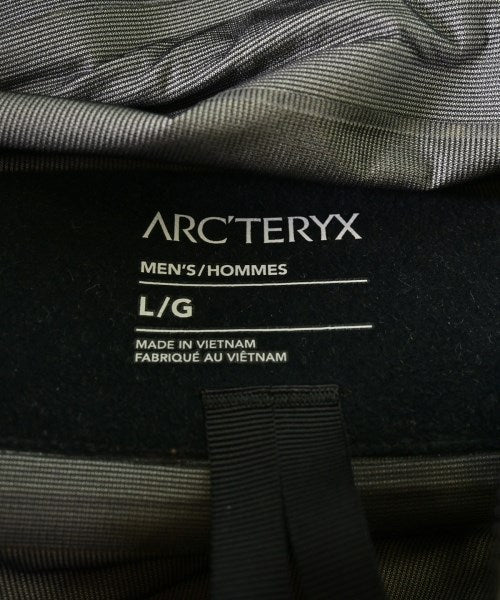 ARC'TERYX
MEN'S/HOMMES
L/G
MADE IN VIETNAM
FABRIQUÉ AU VIÊTNAM